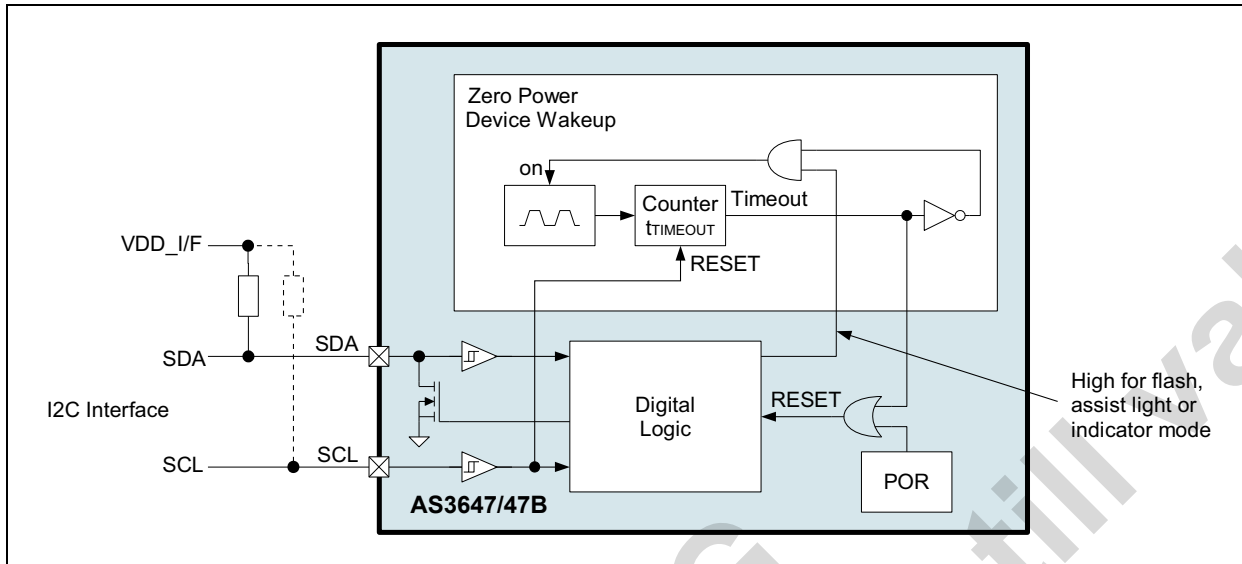 Zero Power
Device Wakeup
on
Counter
tTIMEOUT
Timeout
RESET
VDD_I/F
SDA
SDA
I2C Interface
SCL
SCL
Digital
Logic
RESET
POR
High for flash,
assist light or
indicator mode
AS3647/47B
till